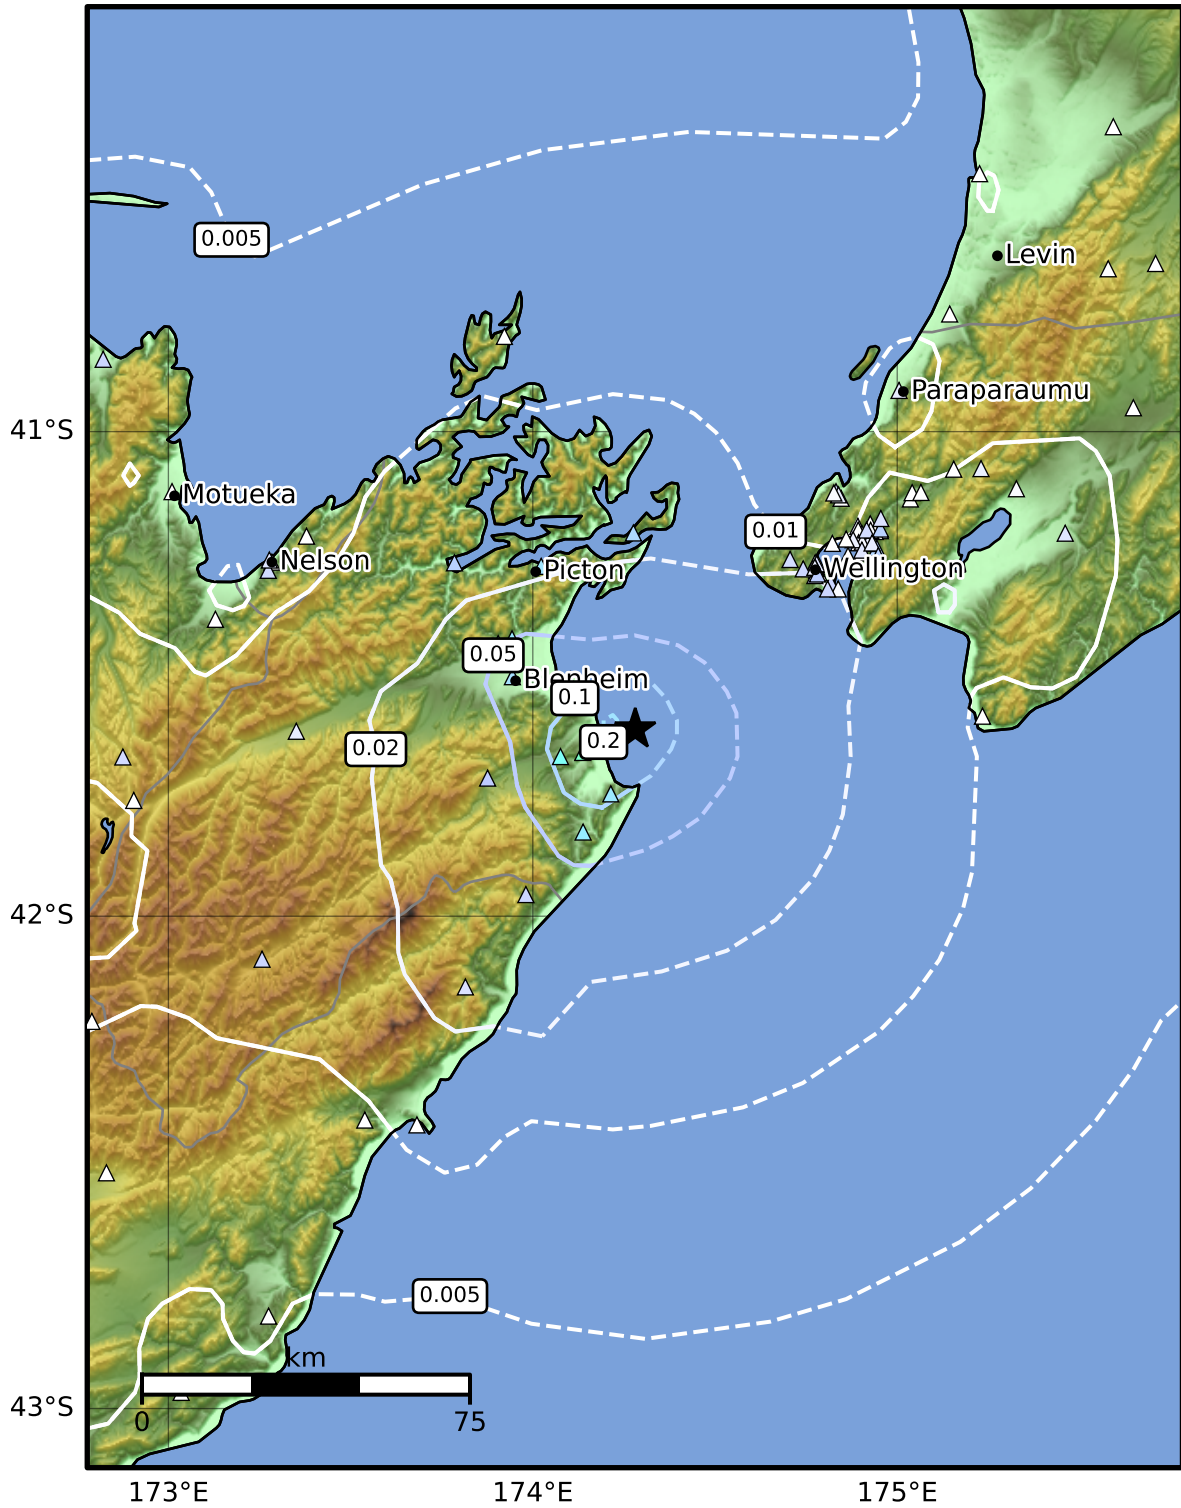 0.005
Levin
Paraparaumu
41°S
Motueka
0.01
Nelson
Picton
Wellington
0.05
Blenheim
0.1
0.2
0.02
42°S
0.005
km
0
75
43°S
173°E
174°E
175°E